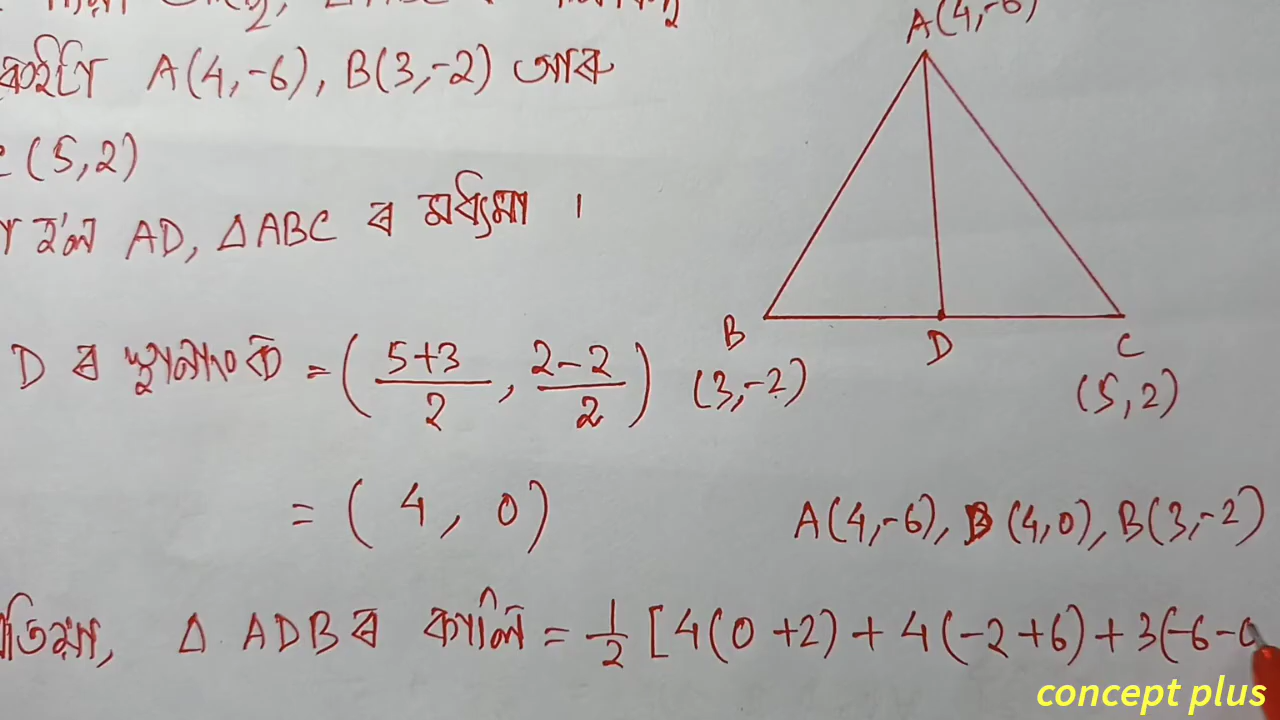 A(4,-6)
A(4,-6), B(3,-2) আৰু
(5,2)
হ'ল AD, △ABC ৰ মধ্যমা ।
D ৰ স্থানাংক = ( 5+3 / 2 , 2-2 / 2 )
B
D
C
(3,-2)
(5,2)
= ( 4, 0 )
A(4,-6), D (4,0), B(3,-2)
△ ADBৰ কালি = 1/2 [4(0+2) + 4(-2+6) + 3(-6-0
concept plus